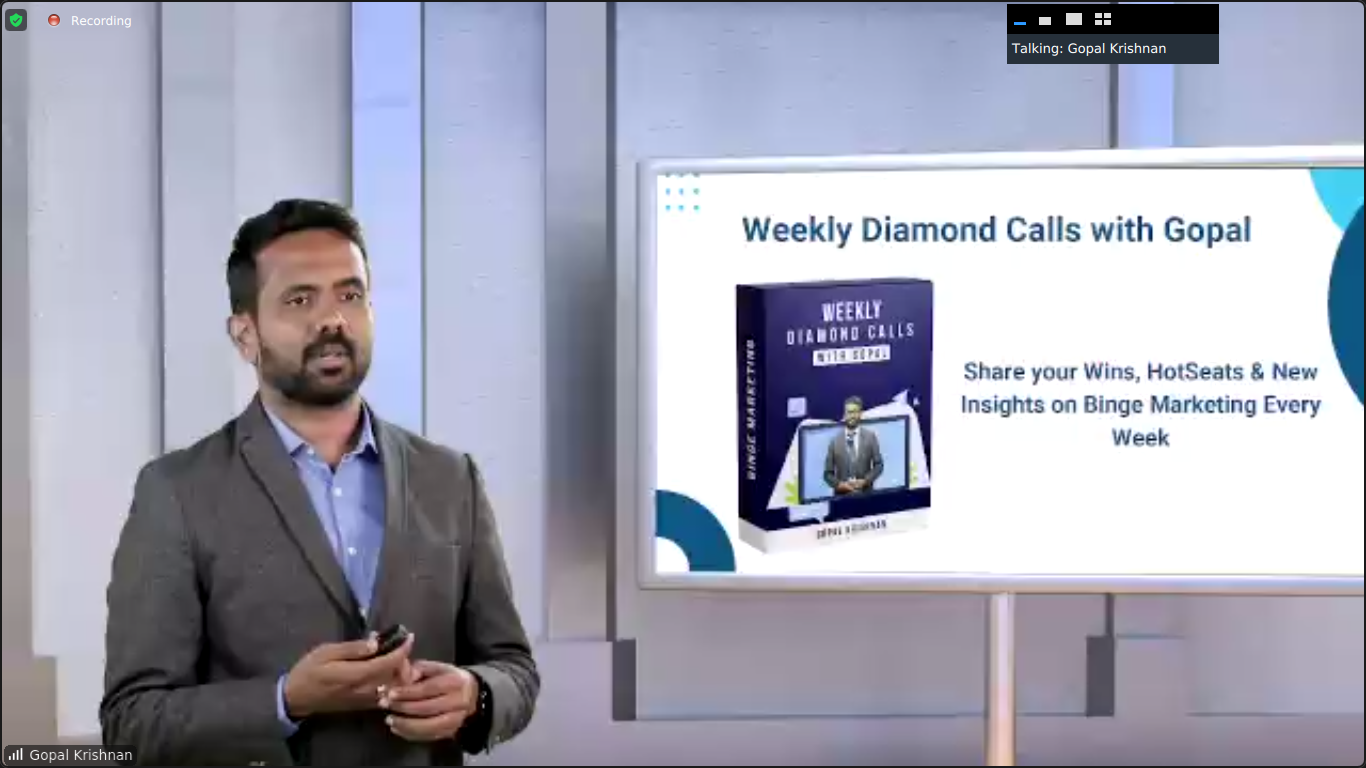 Recording
Talking: Gopal Krishnan
Weekly Diamond Calls with Gopal
WEEKLY
DIAMOND CALLS
WITH GOPAL
BINGE MARKETING
GOPAL KRISHNAN
Share your Wins, HotSeats & New
Insights on Binge Marketing Every
Week
Gopal Krishnan